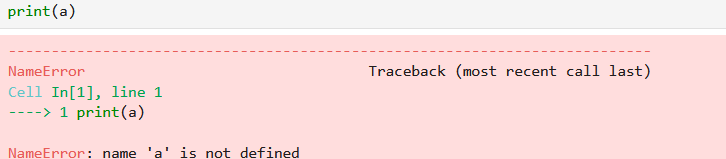 print(a)
---------------------------------------------------------------------------
NameError                                 Traceback (most recent call last)
Cell In[1], line 1
----> 1 print(a)
NameError: name 'a' is not defined